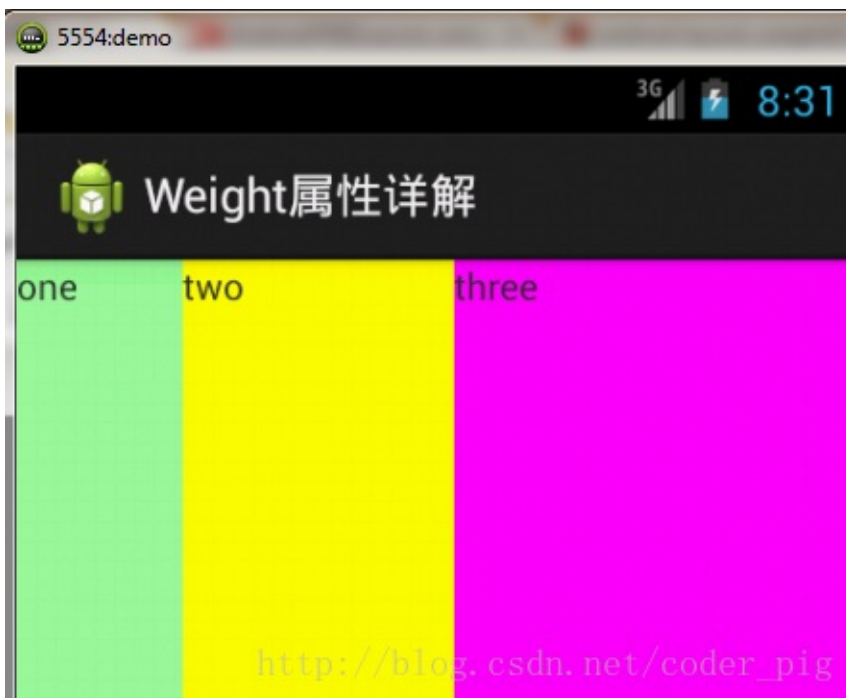 5554:demo
3G 8:31
Weight属性详解
one two three
http://blog.csdn.net/coder_pig